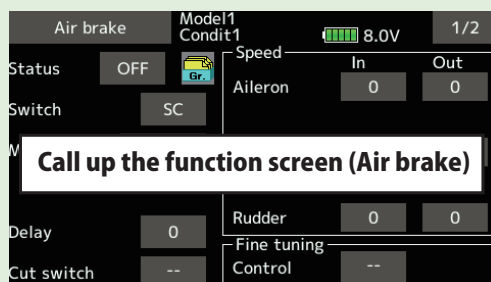 Air brake
Model1
Condit1
8.0V
1/2
Status
OFF
Gr.
Switch
SC
M
Speed
In
Out
Aileron
0
0
Call up the function screen (Air brake)
Rudder
0
0
Delay
0
Fine tuning
Cut switch
--
Control
--